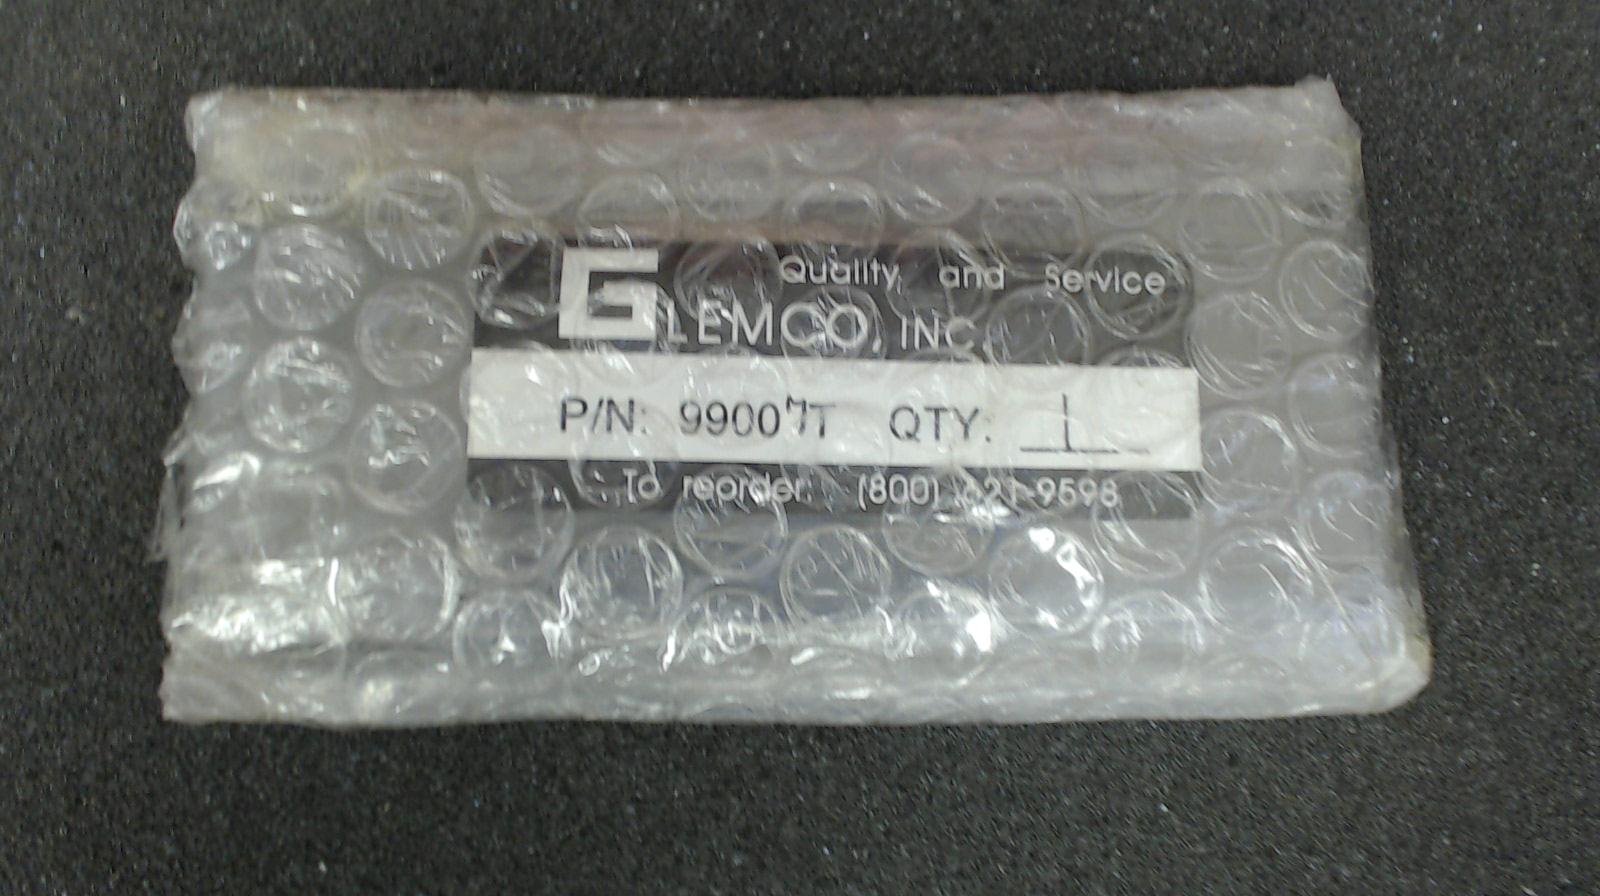 Quality and Service
GLEMCO, INC.
P/N: 99007T QTY: 1
To reorder: (800)